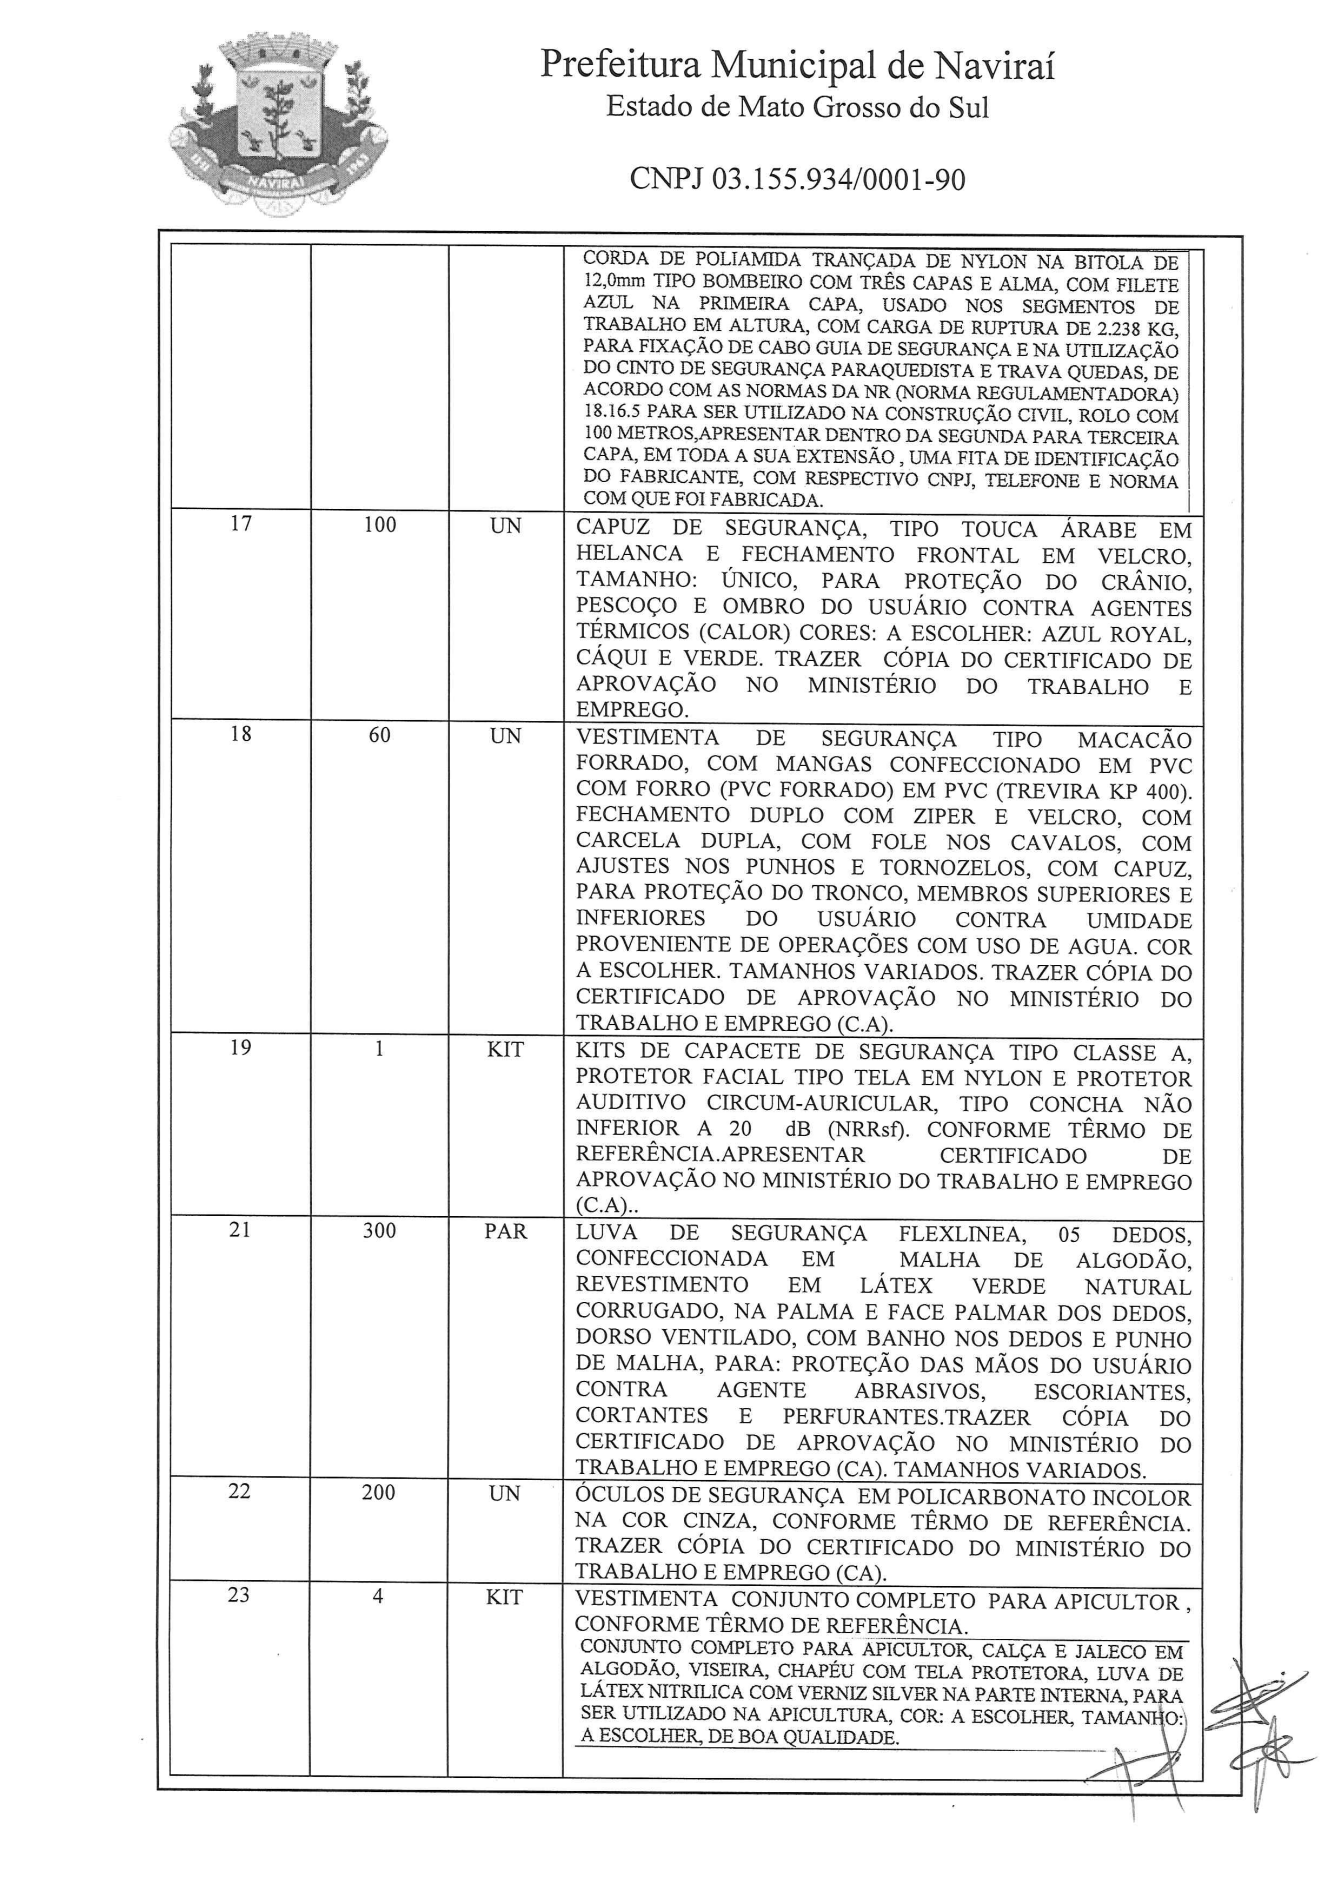 Prefeitura Municipal de Naviraí
Estado de Mato Grosso do Sul
CNPJ 03.155.934/0001-90
NAVIRAI
1963
CORDA DE POLIAMIDA TRANÇADA DE NYLON NA BITOLA DE
12,0mm TIPO BOMBEIRO COM TRÊS CAPAS E ALMA, COM FILETE
AZUL NA PRIMEIRA CAPA, USADO NOS SEGMENTOS DE
TRABALHO EM ALTURA, COM CARGA DE RUPTURA DE 2.238 KG,
PARA FIXAÇÃO DE CABO GUIA DE SEGURANÇA E NA UTILIZAÇÃO
DO CINTO DE SEGURANÇA PARAQUEDISTA E TRAVA QUEDAS, DE
ACORDO COM AS NORMAS DA NR (NORMA REGULAMENTADORA)
18.16.5 PARA SER UTILIZADO NA CONSTRUÇÃO CIVIL, ROLO COM
100 METROS,APRESENTAR DENTRO DA SEGUNDA PARA TERCEIRA
CAPA, EM TODA A SUA EXTENSÃO , UMA FITA DE IDENTIFICAÇÃO
DO FABRICANTE, COM RESPECTIVO CNPJ, TELEFONE E NORMA
COM QUE FOI FABRICADA.
17 100 UN CAPUZ DE SEGURANÇA, TIPO TOUCA ÁRABE EM
HELANCA E FECHAMENTO FRONTAL EM VELCRO,
TAMANHO: ÚNICO, PARA PROTEÇÃO DO CRÂNIO,
PESCOÇO E OMBRO DO USUÁRIO CONTRA AGENTES
TÉRMICOS (CALOR) CORES: A ESCOLHER: AZUL ROYAL,
CÁQUI E VERDE. TRAZER CÓPIA DO CERTIFICADO DE
APROVAÇÃO NO MINISTÉRIO DO TRABALHO E
EMPREGO.
18 60 UN VESTIMENTA DE SEGURANÇA TIPO MACACÃO
FORRADO, COM MANGAS CONFECCIONADO EM PVC
COM FORRO (PVC FORRADO) EM PVC (TREVIRA KP 400).
FECHAMENTO DUPLO COM ZIPER E VELCRO, COM
CARCELA DUPLA, COM FOLE NOS CAVALOS, COM
AJUSTES NOS PUNHOS E TORNOZELOS, COM CAPUZ,
PARA PROTEÇÃO DO TRONCO, MEMBROS SUPERIORES E
INFERIORES DO USUÁRIO CONTRA UMIDADE
PROVENIENTE DE OPERAÇÕES COM USO DE AGUA. COR
A ESCOLHER. TAMANHOS VARIADOS. TRAZER CÓPIA DO
CERTIFICADO DE APROVAÇÃO NO MINISTÉRIO DO
TRABALHO E EMPREGO (C.A).
19 1 KIT KITS DE CAPACETE DE SEGURANÇA TIPO CLASSE A,
PROTETOR FACIAL TIPO TELA EM NYLON E PROTETOR
AUDITIVO CIRCUM-AURICULAR, TIPO CONCHA NÃO
INFERIOR A 20 dB (NRRsf). CONFORME TÊRMO DE
REFERÊNCIA.APRESENTAR CERTIFICADO DE
APROVAÇÃO NO MINISTÉRIO DO TRABALHO E EMPREGO
(C.A)..
21 300 PAR LUVA DE SEGURANÇA FLEXLINEA, 05 DEDOS,
CONFECCIONADA EM MALHA DE ALGODÃO,
REVESTIMENTO EM LÁTEX VERDE NATURAL
CORRUGADO, NA PALMA E FACE PALMAR DOS DEDOS,
DORSO VENTILADO, COM BANHO NOS DEDOS E PUNHO
DE MALHA, PARA: PROTEÇÃO DAS MÃOS DO USUÁRIO
CONTRA AGENTE ABRASIVOS, ESCORIANTES,
CORTANTES E PERFURANTES.TRAZER CÓPIA DO
CERTIFICADO DE APROVAÇÃO NO MINISTÉRIO DO
TRABALHO E EMPREGO (CA). TAMANHOS VARIADOS.
22 200 UN ÓCULOS DE SEGURANÇA EM POLICARBONATO INCOLOR
NA COR CINZA, CONFORME TÊRMO DE REFERÊNCIA.
TRAZER CÓPIA DO CERTIFICADO DO MINISTÉRIO DO
TRABALHO E EMPREGO (CA).
23 4 KIT VESTIMENTA CONJUNTO COMPLETO PARA APICULTOR ,
CONFORME TÊRMO DE REFERÊNCIA.
CONJUNTO COMPLETO PARA APICULTOR, CALÇA E JALECO EM
ALGODÃO, VISEIRA, CHAPÉU COM TELA PROTETORA, LUVA DE
LÁTEX NITRILICA COM VERNIZ SILVER NA PARTE INTERNA, PARA
SER UTILIZADO NA APICULTURA, COR: A ESCOLHER, TAMANHO:
A ESCOLHER, DE BOA QUALIDADE.